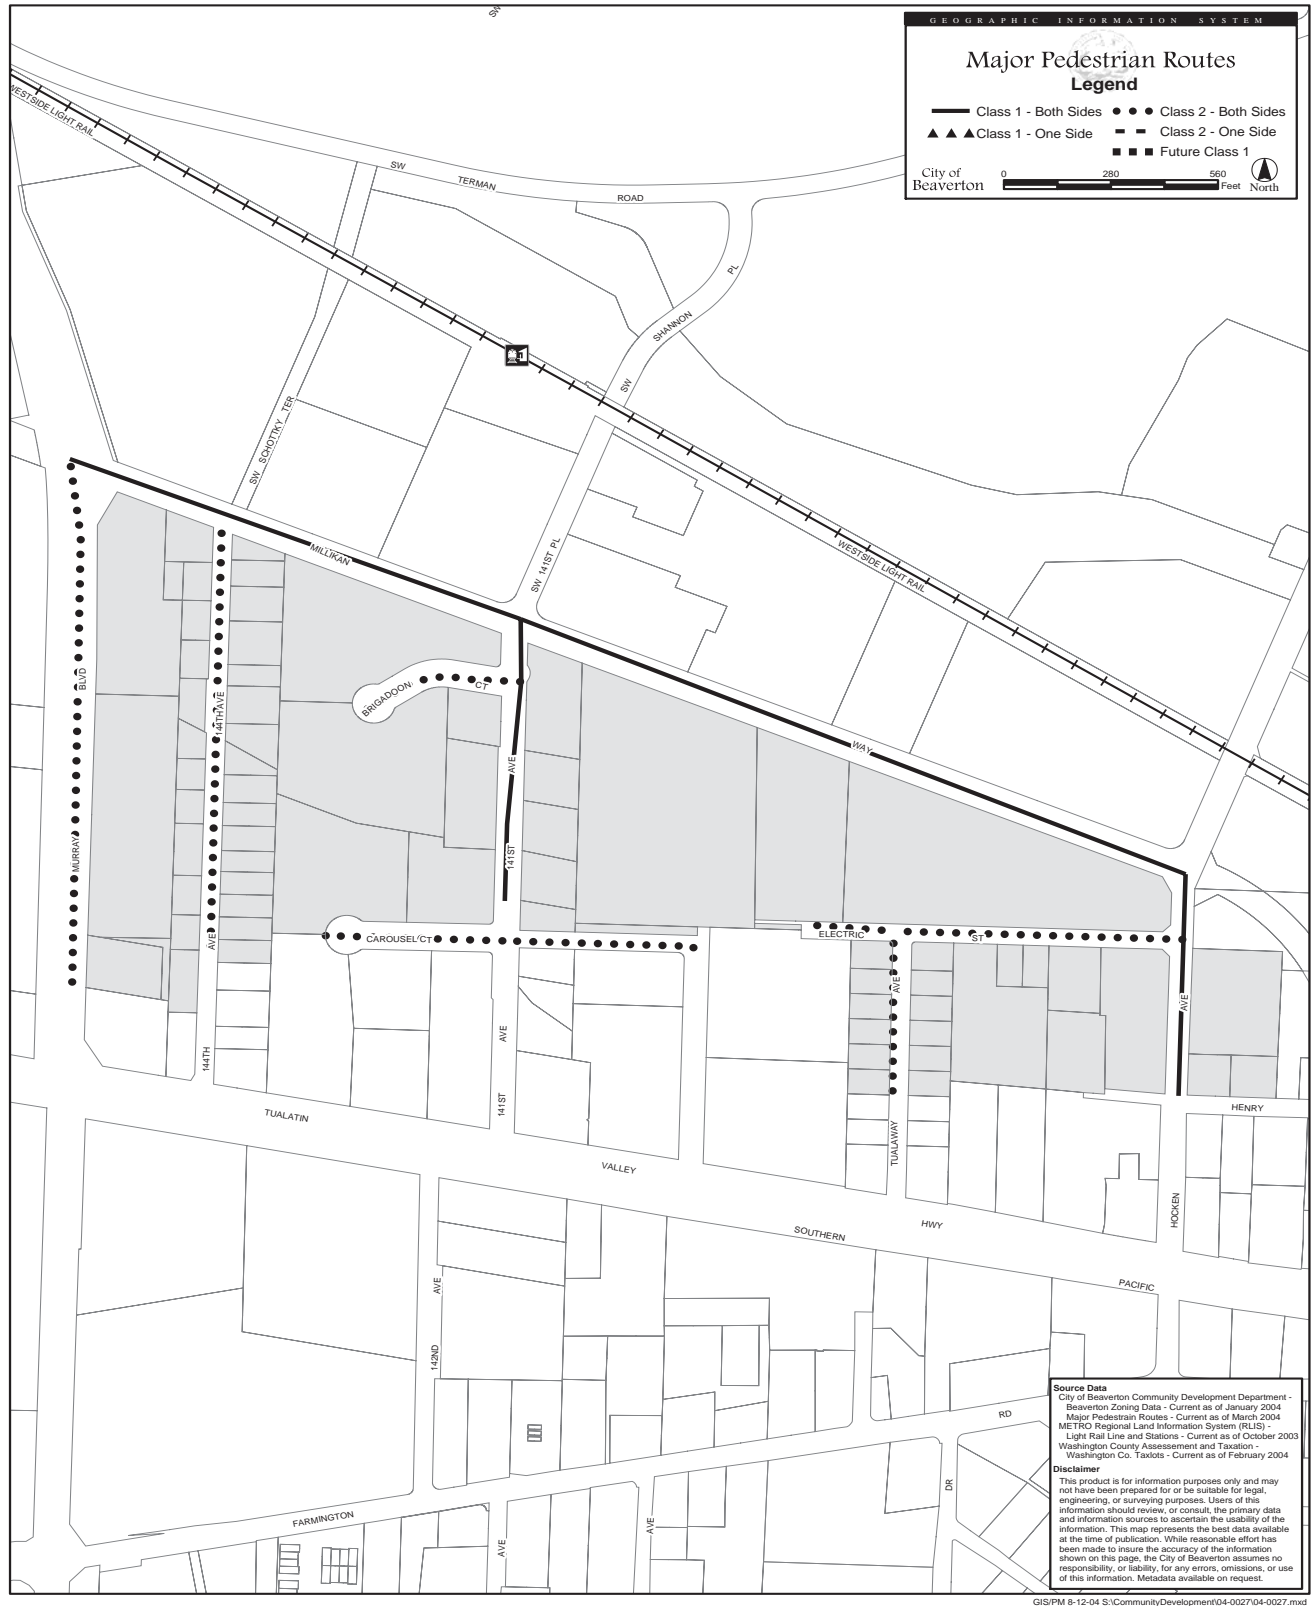 SW
GEOGRAPHIC INFORMATION SYSTEM
Major Pedestrian Routes
Legend
Class 1 - Both Sides
Class 2 - Both Sides
Class 1 - One Side
Class 2 - One Side
Future Class 1
City of
Beaverton
0 280 560
Feet
North
WESTSIDE LIGHT RAIL
SW
TERMAN
ROAD
PL
SHANNON
SW
SW SCHOTTKY TER
SW 141ST PL
MILLIKAN
WESTSIDE LIGHT RAIL
WAY
BLVD
MURRAY
144TH AVE
AVE
144TH
BRIGADOON
CT
AVE
141ST
CAROUSEL CT
ELECTRIC
ST
AVE
AVE
AVE
141ST
TUALAWAY
HENRY
HOCKEN
TUALATIN
VALLEY
HWY
SOUTHERN
PACIFIC
AVE
142ND
RD
DR
FARMINGTON
AVE
AVE
Source Data
City of Beaverton Community Development Department -
Beaverton Zoning Data - Current as of January 2004
Major Pedestrain Routes - Current as of March 2004
METRO Regional Land Information System (RLIS) -
Light Rail Line and Stations - Current as of October 2003
Washington County Assessement and Taxation -
Washington Co. Taxlots - Current as of February 2004
Disclaimer
This product is for information purposes only and may
not have been prepared for or be suitable for legal,
engineering, or surveying purposes. Users of this
information should review, or consult, the primary data
and information sources to ascertain the usability of the
information. This map represents the best data available
at the time of publication. While reasonable effort has
been made to insure the accuracy of the information
shown on this page, the City of Beaverton assumes no
responsibility, or liability, for any errors, omissions, or use
of this information. Metadata available on request.
GIS/PM 8-12-04 S:\CommunityDevelopment\04-0027\04-0027.mxd